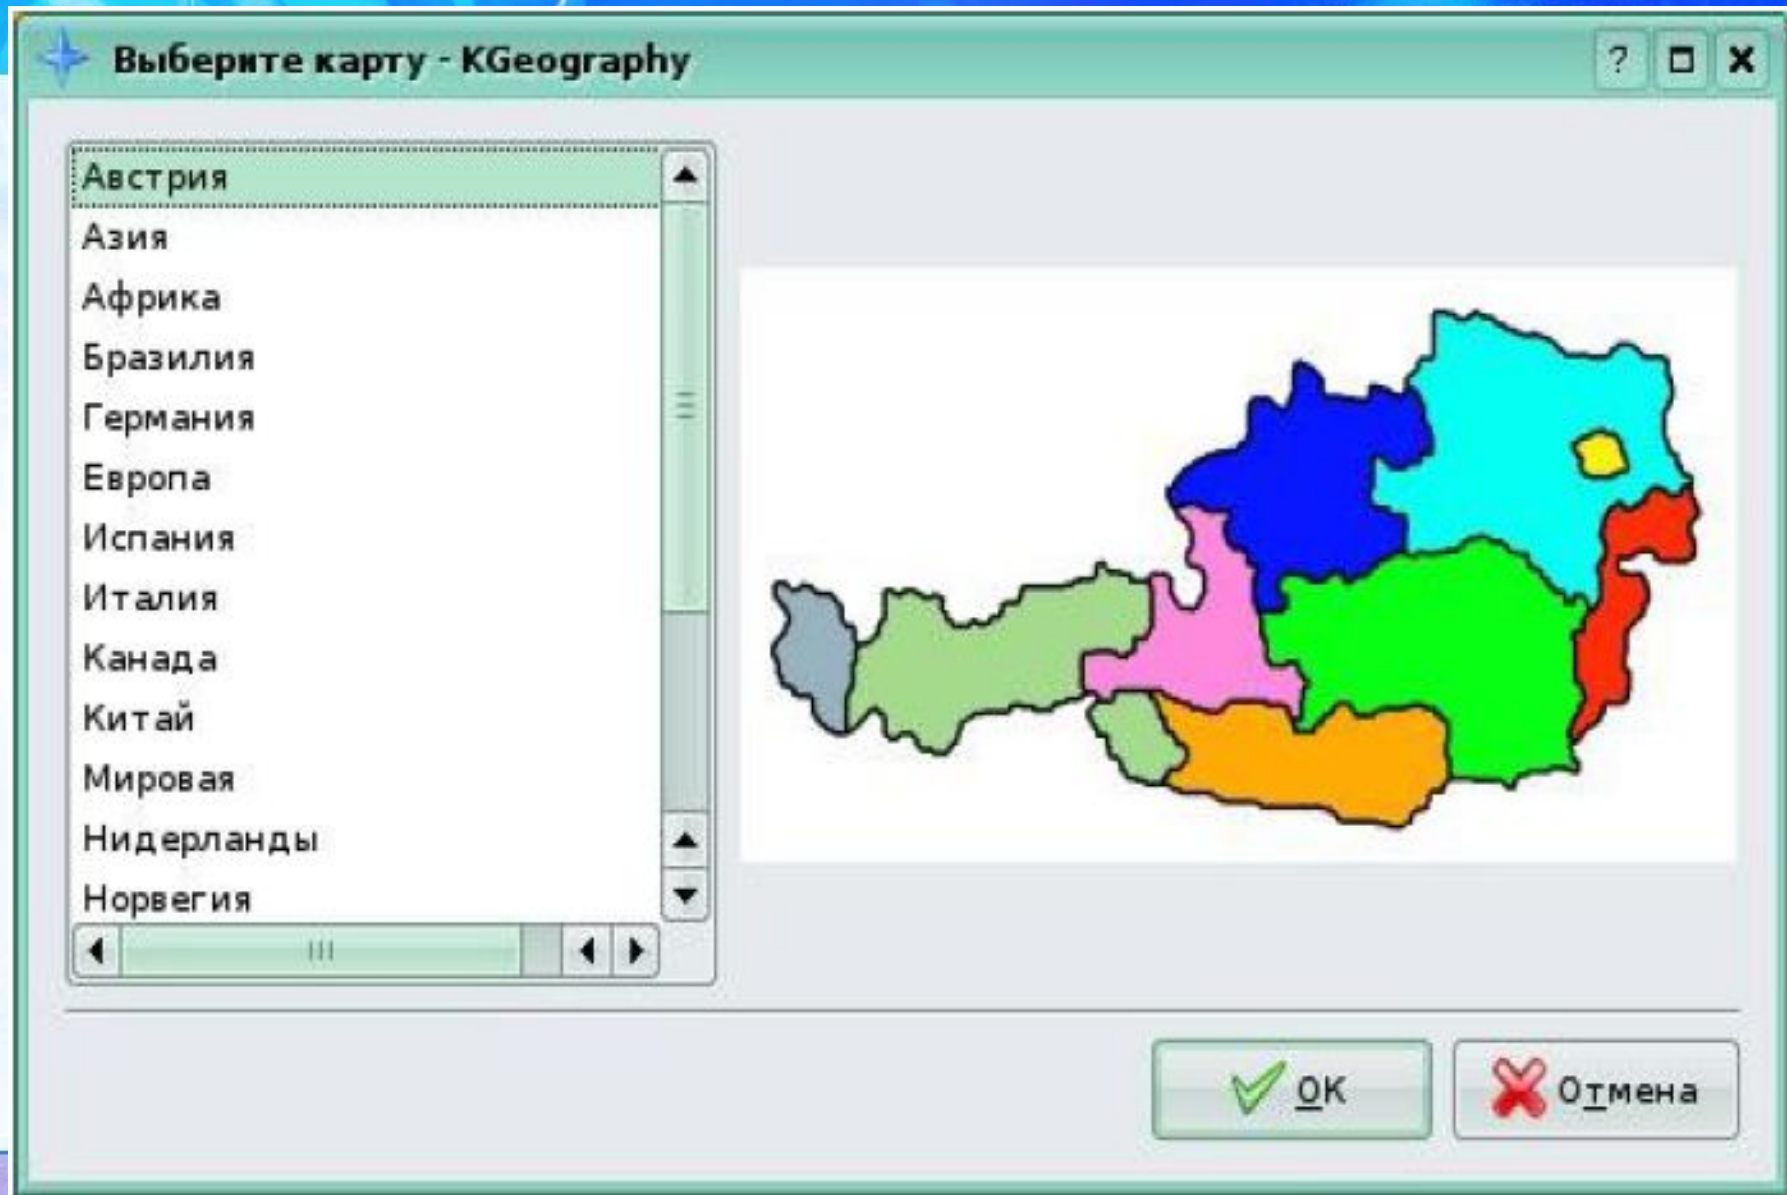 Выберите карту - KGeography
?
Австрия
Азия
Африка
Бразилия
Германия
Европа
Испания
Италия
Канада
Китай
Мировая
Нидерланды
Норвегия
OK
Отмена